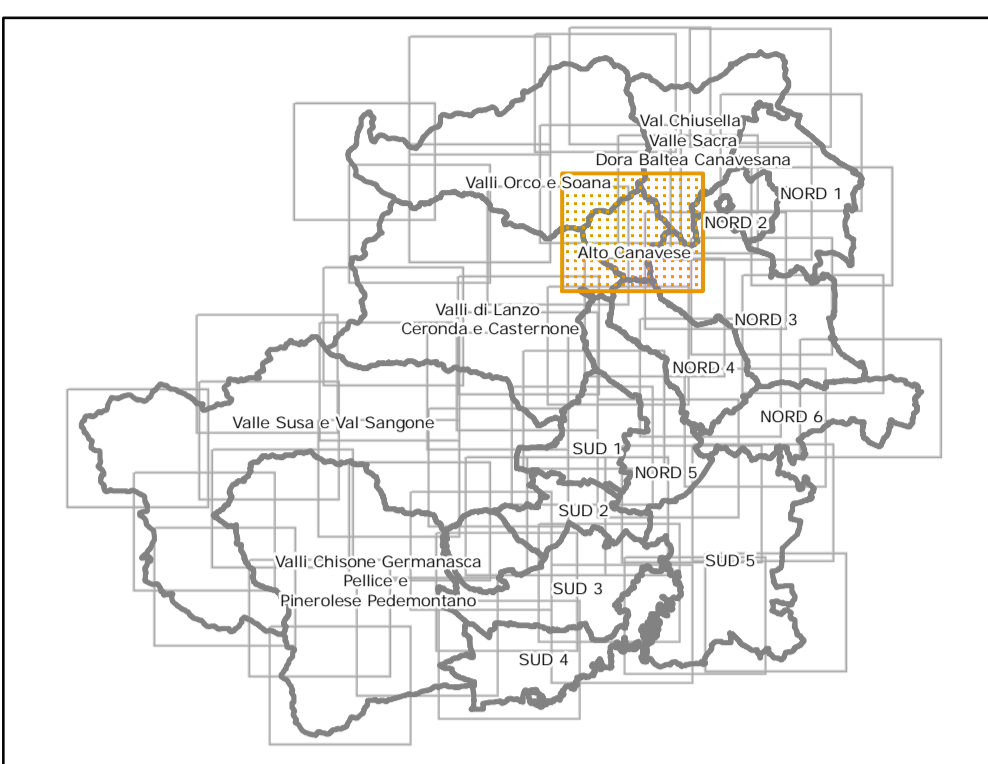 Val Chiusella
Valle Sacra
Dora Baltea Canavesana
Valli Orco e Soana
NORD 1
NORD 2
Alto Canavese
Valli di Lanzo
Ceronda e Casternone
NORD 3
NORD 4
Valle Susa e Val Sangone
NORD 6
SUD 1
NORD 5
SUD 2
Valli Chisone Germanasca
Pellice e
Pinerolese Pedemontano
SUD 5
SUD 3
SUD 4